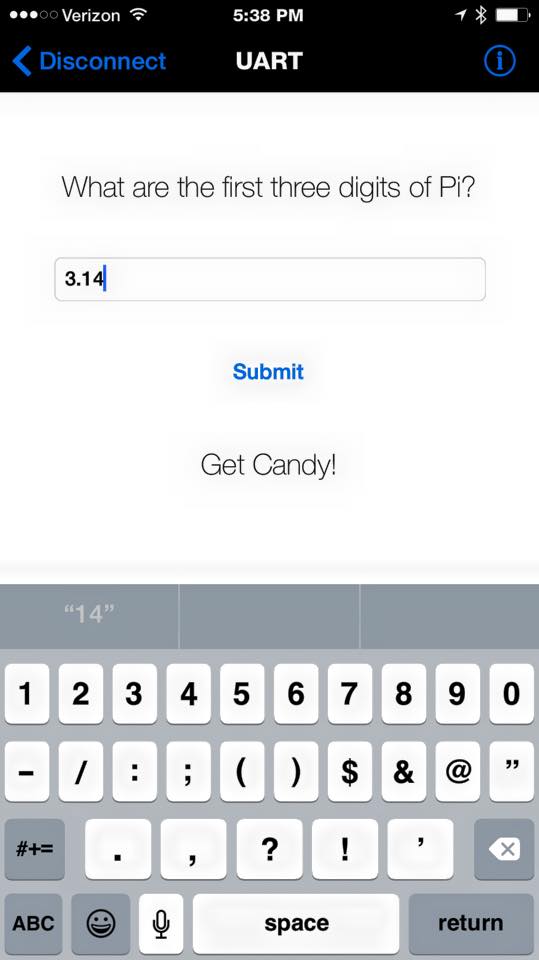 Verizon 5:38 PM
Disconnect UART i
What are the first three digits of Pi?
3.14
Submit
Get Candy!
“14”
1 2 3 4 5 6 7 8 9 0
- / : ; ( ) $ & @ ”
#+= . , ? ! ’
ABC space return